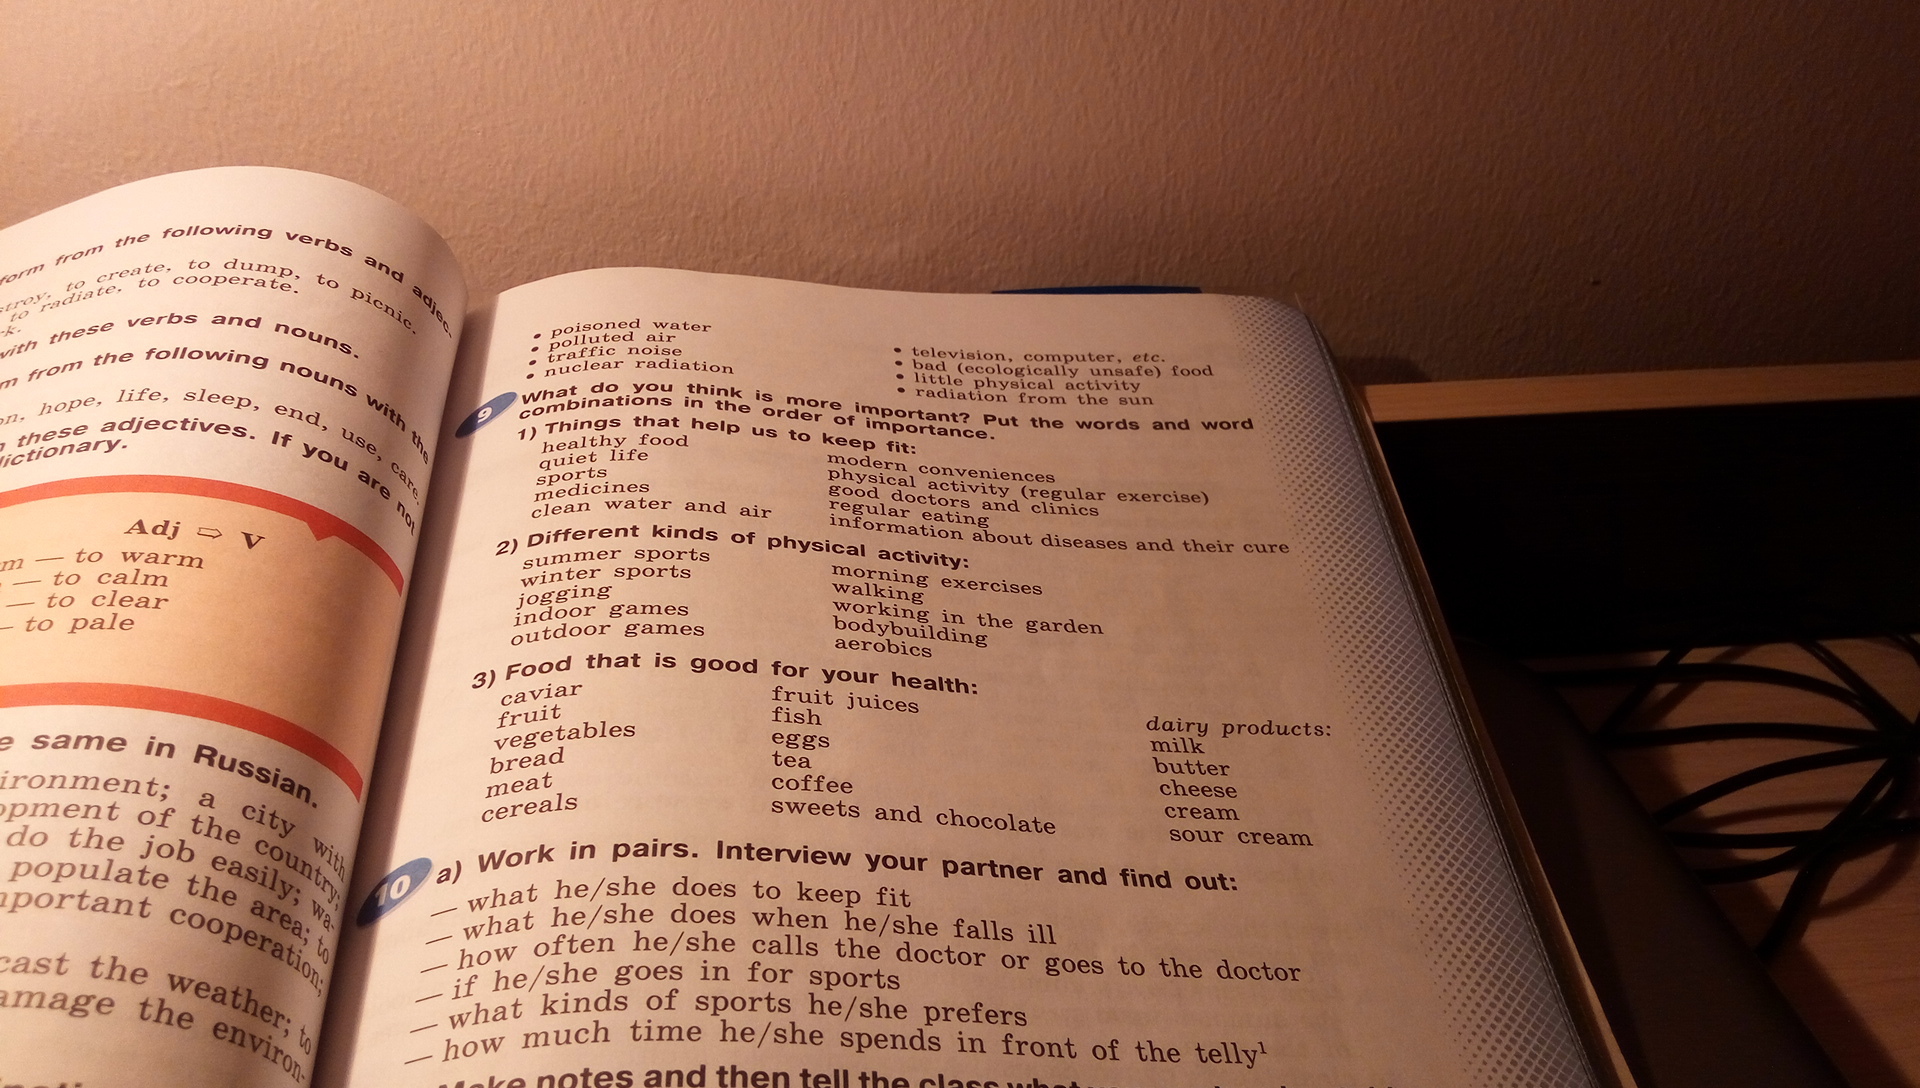 form from the following verbs and adjec-
stroy, to create, to dump, to picnic.
to radiate, to cooperate.
rk.
with these verbs and nouns.
m from the following nouns with the
on, hope, life, sleep, end, use, care.
n these adjectives. If you are not
dictionary.
Adj ⇨ V
m — to warm
— to calm
— to clear
— to pale
e same in Russian.
ironment; a city with
opment of the country;
do the job easily; wa-
populate the area; to
mportant cooperation;
cast the weather; to
amage the environ-
• poisoned water
• polluted air
• traffic noise
• nuclear radiation
• television, computer, etc.
• bad (ecologically unsafe) food
• little physical activity
• radiation from the sun
9 What do you think is more important? Put the words and word
combinations in the order of importance.
1) Things that help us to keep fit:
healthy food
quiet life
sports
medicines
clean water and air
modern conveniences
physical activity (regular exercise)
good doctors and clinics
regular eating
information about diseases and their cure
2) Different kinds of physical activity:
summer sports
winter sports
jogging
indoor games
outdoor games
morning exercises
walking
working in the garden
bodybuilding
aerobics
3) Food that is good for your health:
caviar
fruit
vegetables
bread
meat
cereals
fruit juices
fish
eggs
tea
coffee
sweets and chocolate
dairy products:
milk
butter
cheese
cream
sour cream
10 a) Work in pairs. Interview your partner and find out:
— what he/she does to keep fit
— what he/she does when he/she falls ill
— how often he/she calls the doctor or goes to the doctor
— if he/she goes in for sports
— what kinds of sports he/she prefers
— how much time he/she spends in front of the telly¹
Make notes and then tell the class